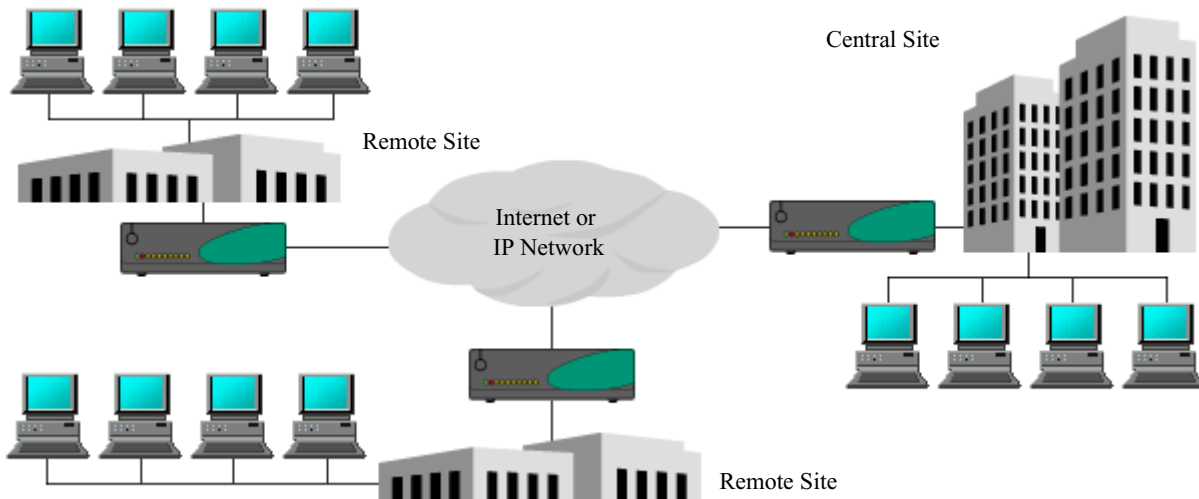 Central Site
Remote Site
Internet or
IP Network
Remote Site